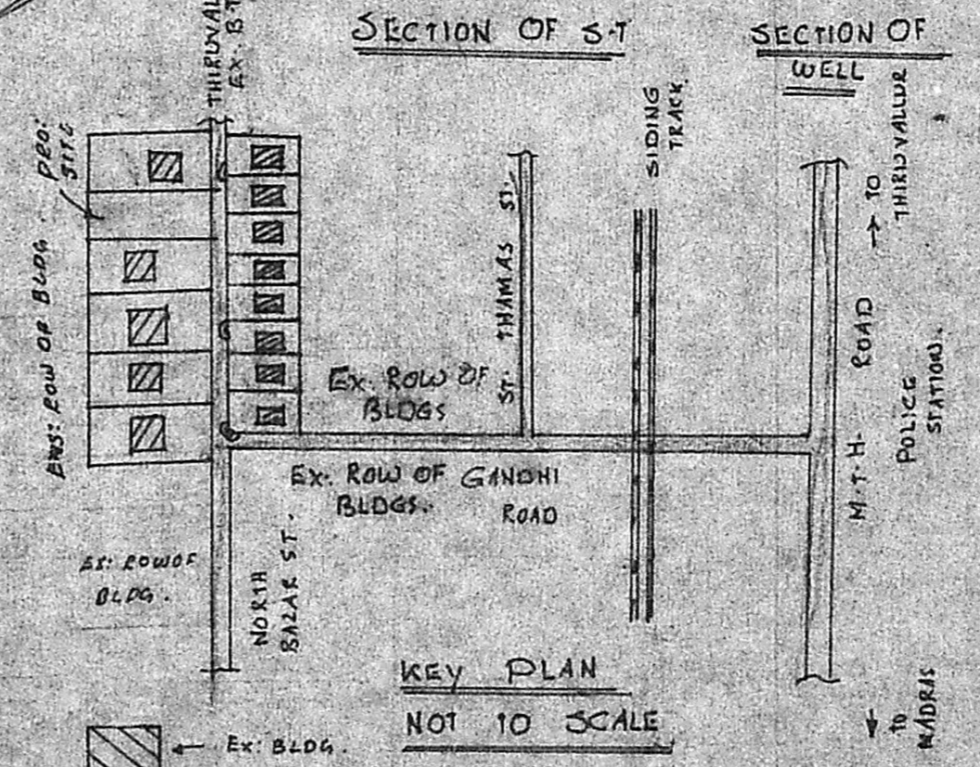 SECTION OF S.T
SECTION OF
WELL
THIRUVAL
EX. BT
PRO:
SITE
SIDING
TRACK.
→ TO
THIRUVALLUR
ROW OF BLDG.
ST. THAMAS ST.
M.T.H. ROAD
POLICE
STATION.
EX. ROW OF
BLDGS
EX. ROW OF
BLDGS.
GANDHI
ROAD
EX: ROW OF
BLDG.
NORTH
BAZAR ST.
KEY PLAN
NOT TO SCALE
← EX: BLDG.
← TO
MADRAS